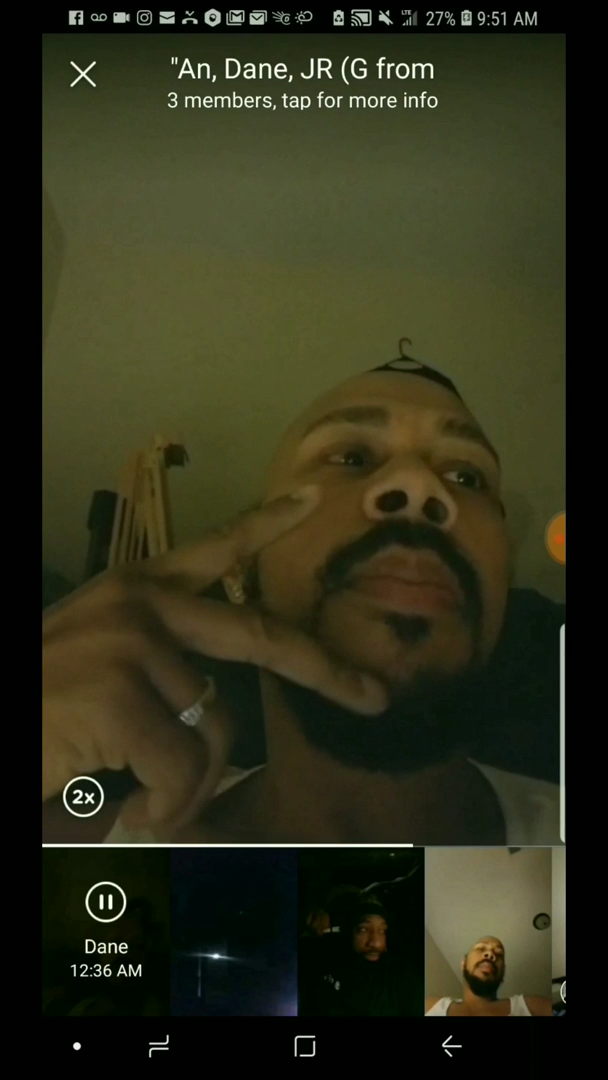 LTE 27% 9:51 AM
"An, Dane, JR (G from
3 members, tap for more info
2x
Dane
12:36 AM